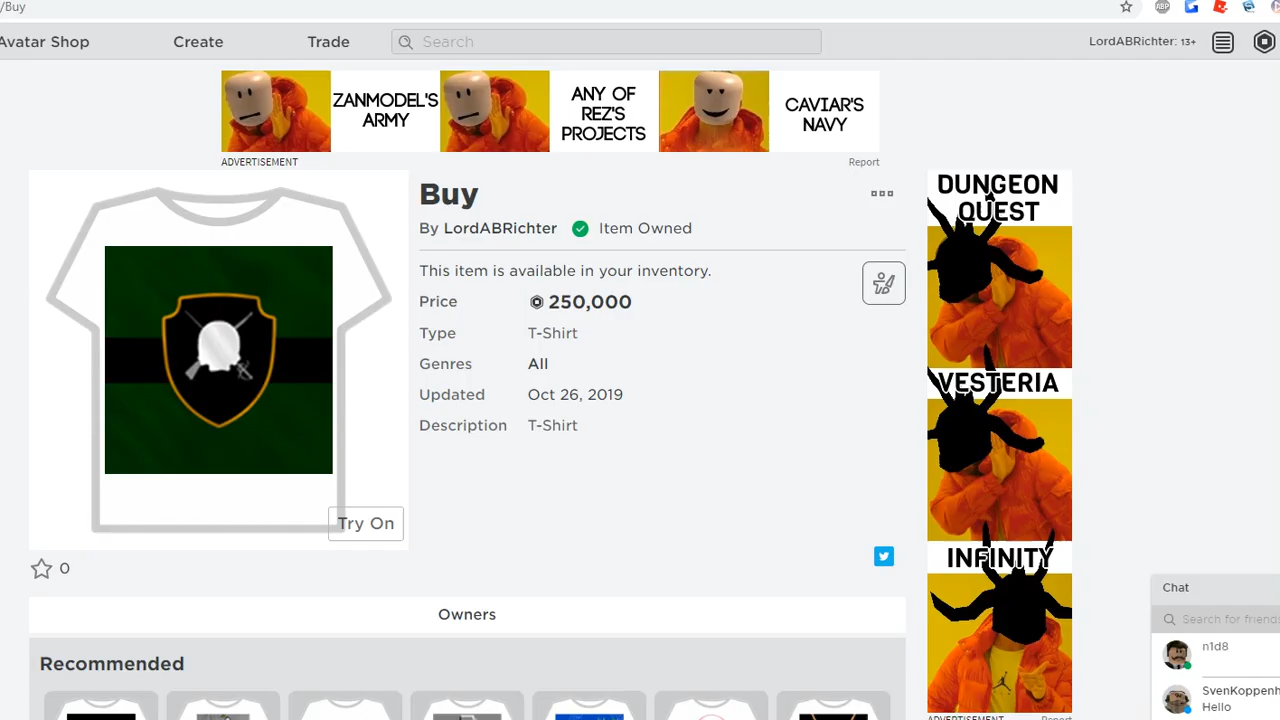 /Buy
Avatar Shop
Create
Trade
Search
LordABRichter: 13+
ABP
ZANMODEL'S
ARMY
ANY OF
REZ'S
PROJECTS
CAVIAR'S
NAVY
ADVERTISEMENT
Report
Buy
By LordABRichter
Item Owned
This item is available in your inventory.
Price
250,000
Type
T-Shirt
Genres
All
Updated
Oct 26, 2019
Description
T-Shirt
Try On
0
Owners
Recommended
DUNGEON
QUEST
VESTERIA
INFINITY
ADVERTISEMENT
Report
Chat
Search for friends
n1d8
SvenKoppenh
Hello